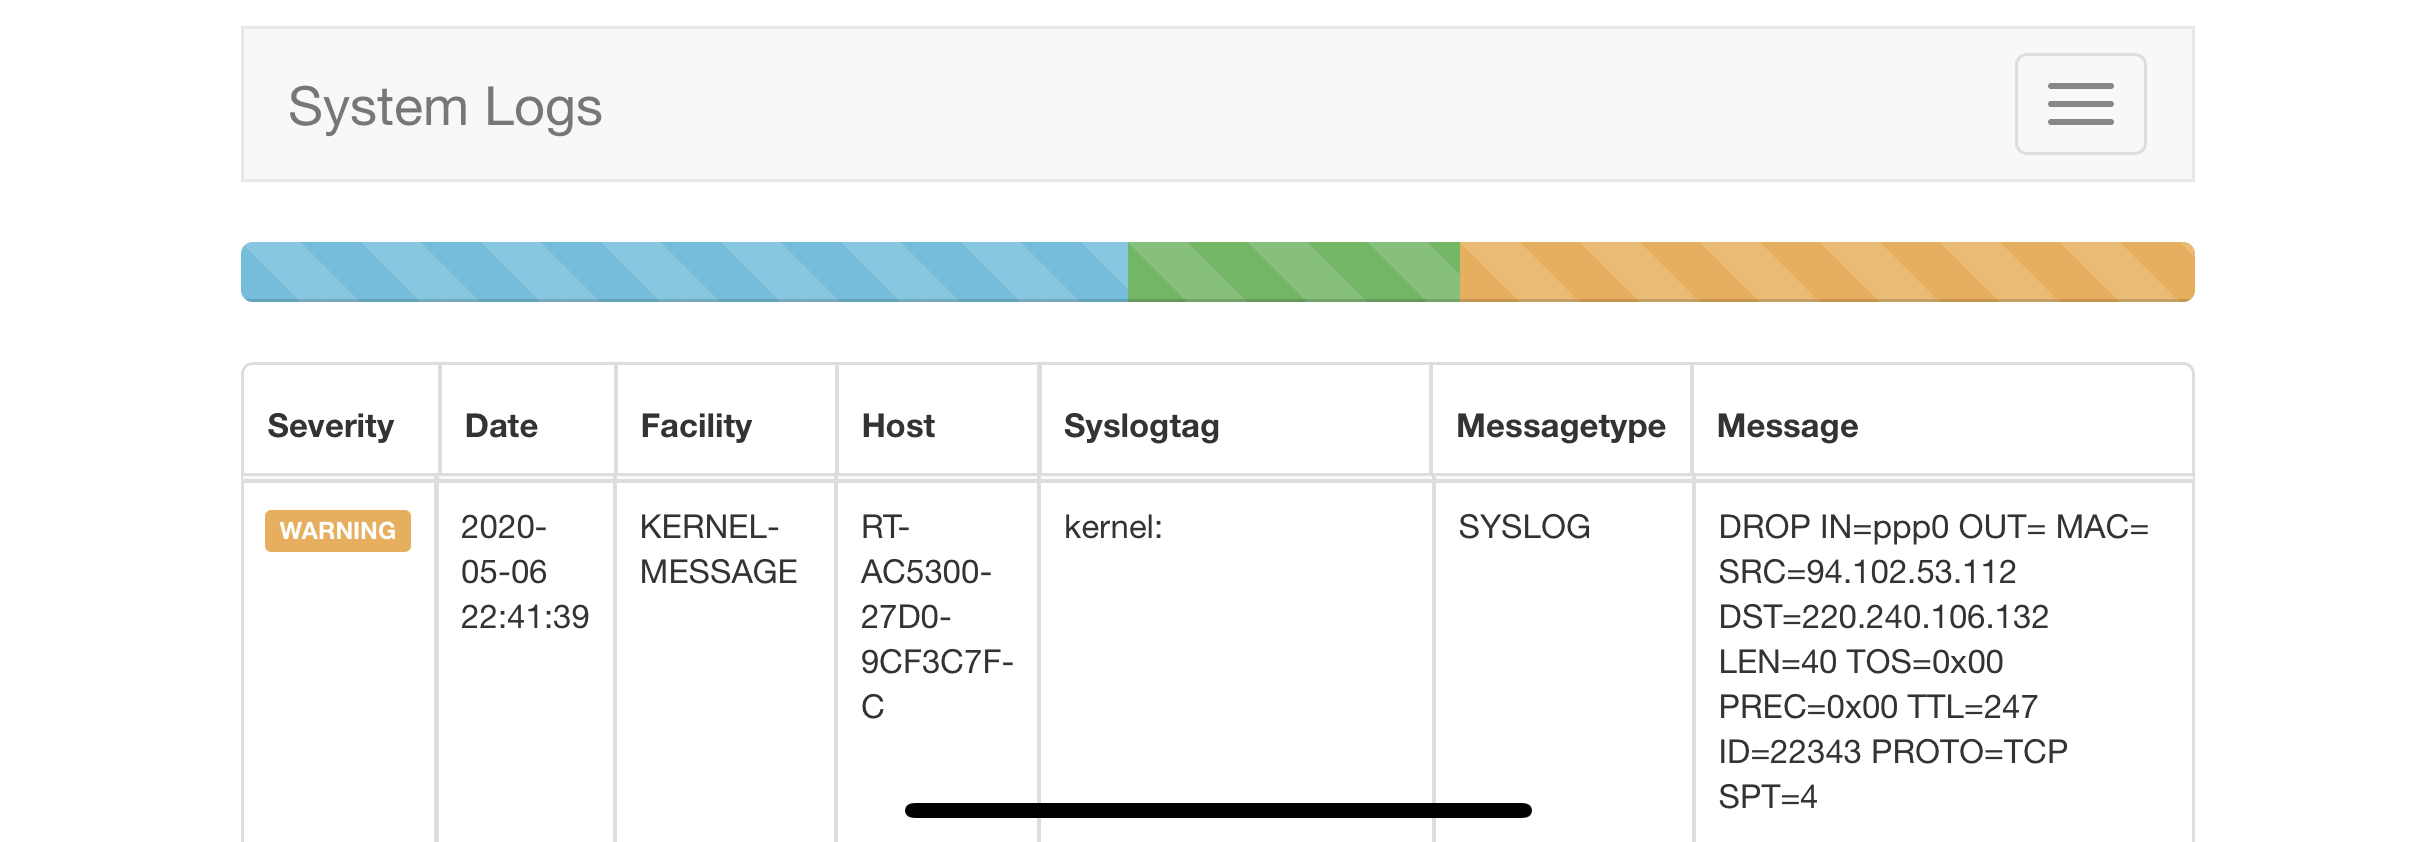 System Logs
Severity Date Facility Host Syslogtag Messagetype Message
WARNING 2020- KERNEL- RT- kernel: SYSLOG DROP IN=ppp0 OUT= MAC=
05-06 MESSAGE AC5300- SRC=94.102.53.112
22:41:39 27D0- DST=220.240.106.132
9CF3C7F- LEN=40 TOS=0x00
C PREC=0x00 TTL=247
ID=22343 PROTO=TCP
SPT=4